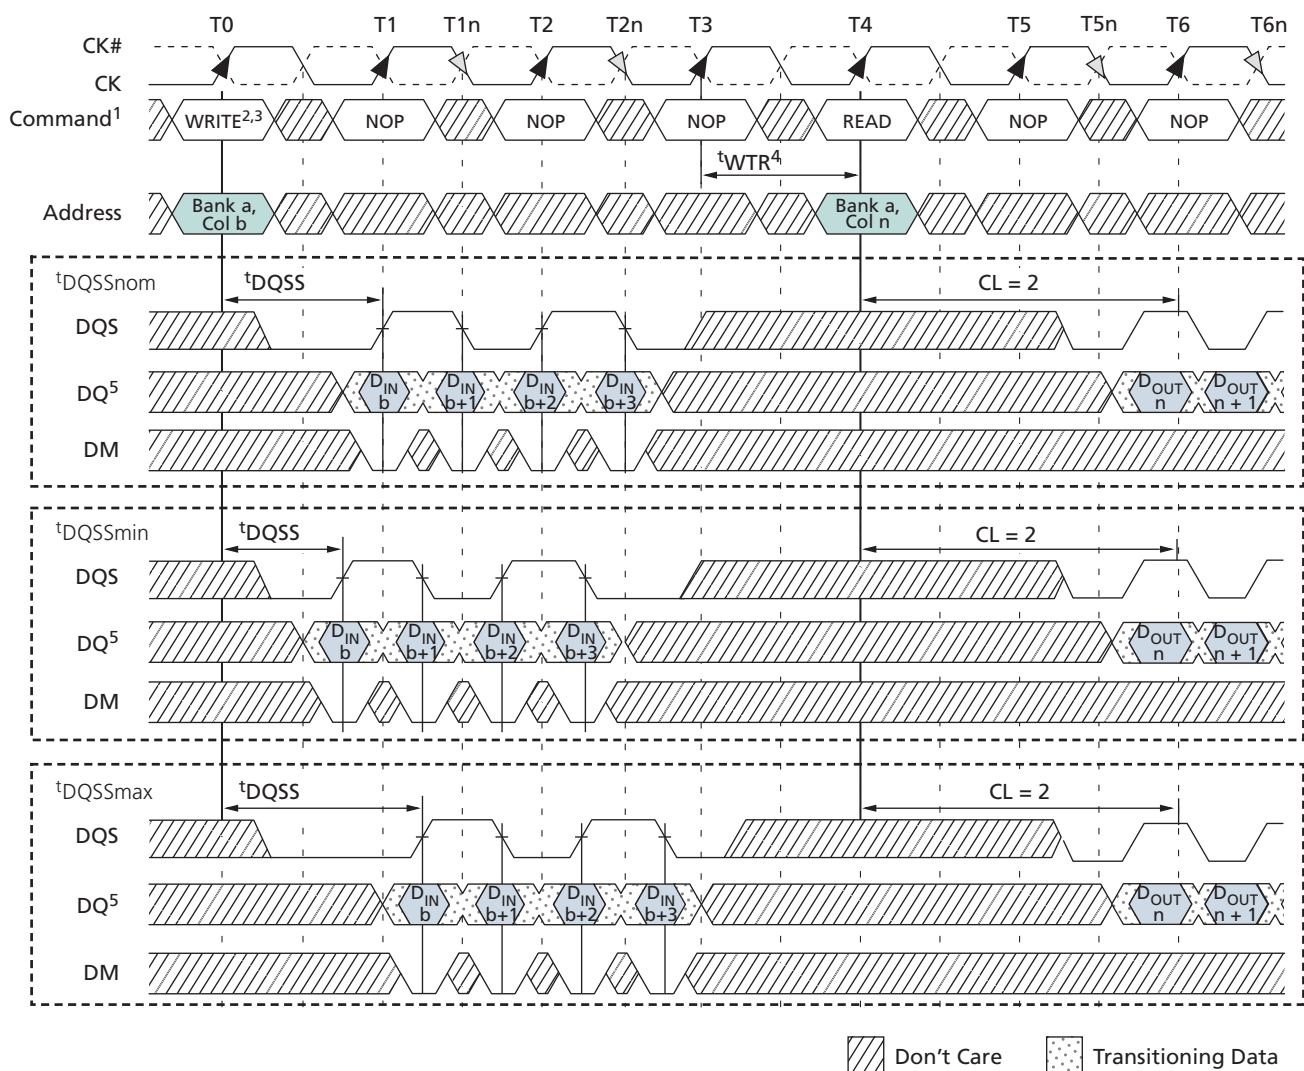 T0 T1 T1n T2 T2n T3 T4 T5 T5n T6 T6n
CK#
CK
Command1 WRITE2,3 NOP NOP NOP READ NOP NOP
tWTR4
Address Bank a, Col b Bank a, Col n
tDQSSnom tDQSS CL = 2
DQS
DQ5 DIN b DIN b+1 DIN b+2 DIN b+3 DOUT n DOUT n + 1
DM
tDQSSmin tDQSS CL = 2
DQS
DQ5 DIN b DIN b+1 DIN b+2 DIN b+3 DOUT n DOUT n + 1
DM
tDQSSmax tDQSS CL = 2
DQS
DQ5 DIN b DIN b+1 DIN b+2 DIN b+3 DOUT n DOUT n + 1
DM
Don't Care Transitioning Data